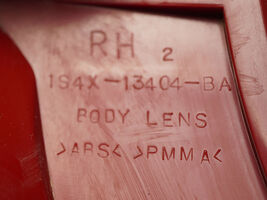 RH 2
1S4X-13404-BA
BODY LENS
>ABS< >PMMA<